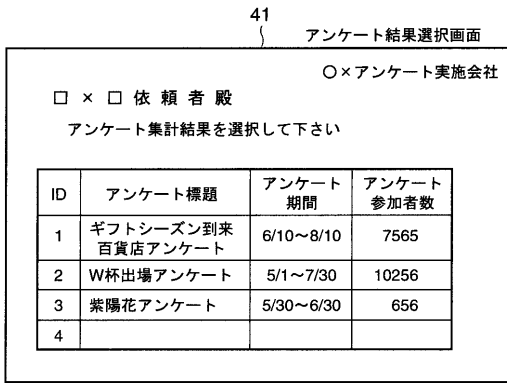 41
アンケート結果選択画面
○×アンケート実施会社
□ × □ 依 頼 者 殿
アンケート集計結果を選択して下さい
ID アンケート標題 アンケート期間 アンケート参加者数
1 ギフトシーズン到来百貨店アンケート 6/10～8/10 7565
2 W杯出場アンケート 5/1～7/30 10256
3 紫陽花アンケート 5/30～6/30 656
4